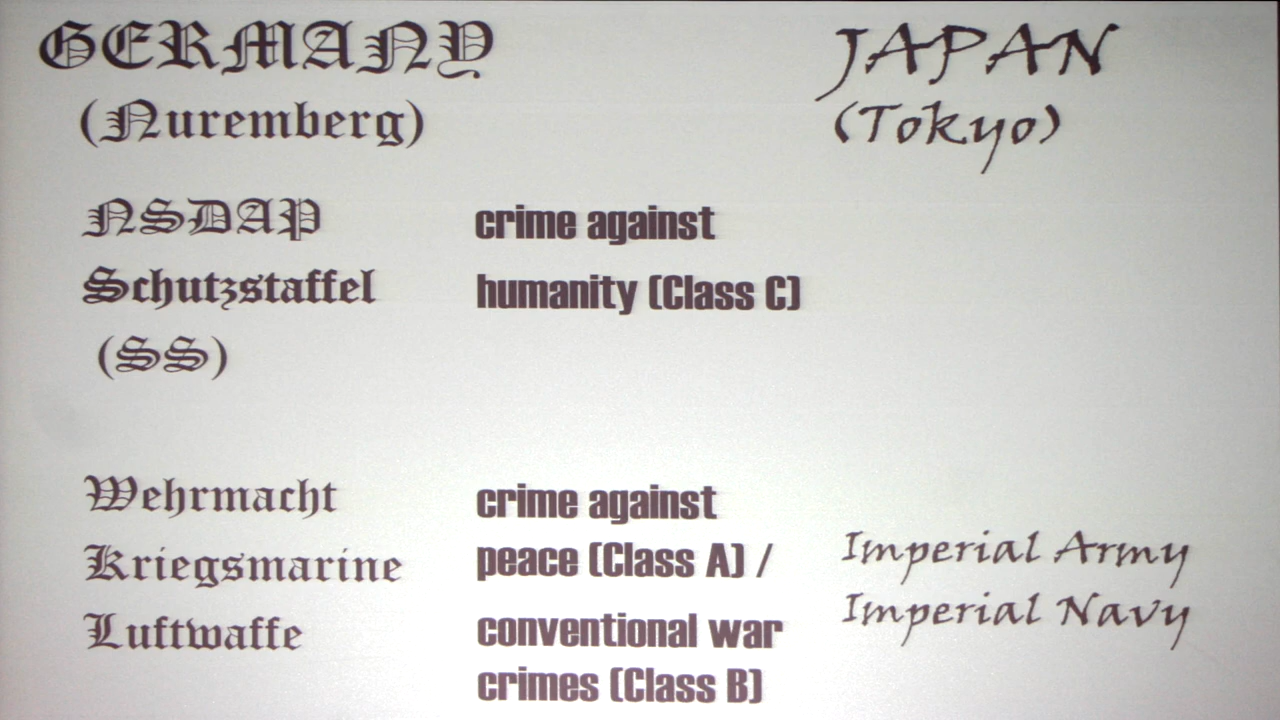 GERMANY
(Nuremberg)
JAPAN
(Tokyo)
NSDAP
Schutzstaffel
(SS)
crime against
humanity (Class C)
Wehrmacht
Kriegsmarine
Luftwaffe
crime against
peace (Class A) /
conventional war
crimes (Class B)
Imperial Army
Imperial Navy